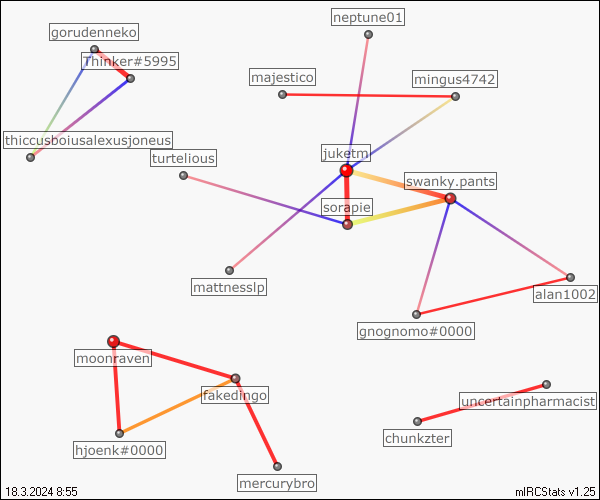 neptune01
gorudenneko
Thinker#5995
majestico
mingus4742
thiccusboiusalexusjoneus
turtelious
juketm
swanky.pants
sorapie
mattnesslp
alan1002
gnognomo#0000
moonraven
fakedingo
uncertainpharmacist
chunkzter
hjoenk#0000
mercurybro
18.3.2024 8:55
mIRCStats v1.25